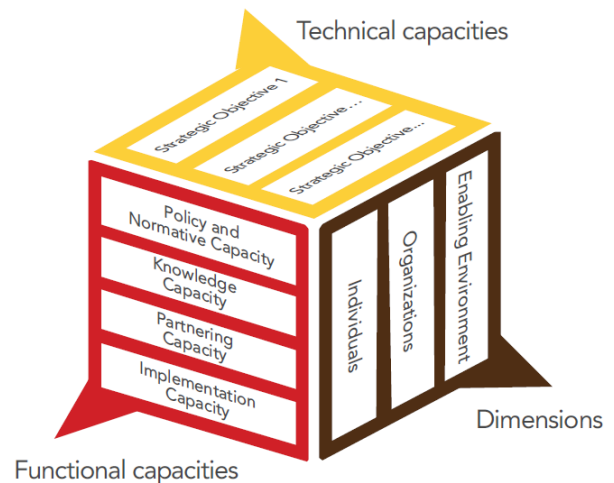 Technical capacities
Strategic Objective 1
Strategic Objective ....
Strategic Objective...
Policy and
Normative Capacity
Knowledge
Capacity
Partnering
Capacity
Implementation
Capacity
Individuals
Organizations
Enabling Environment
Dimensions
Functional capacities